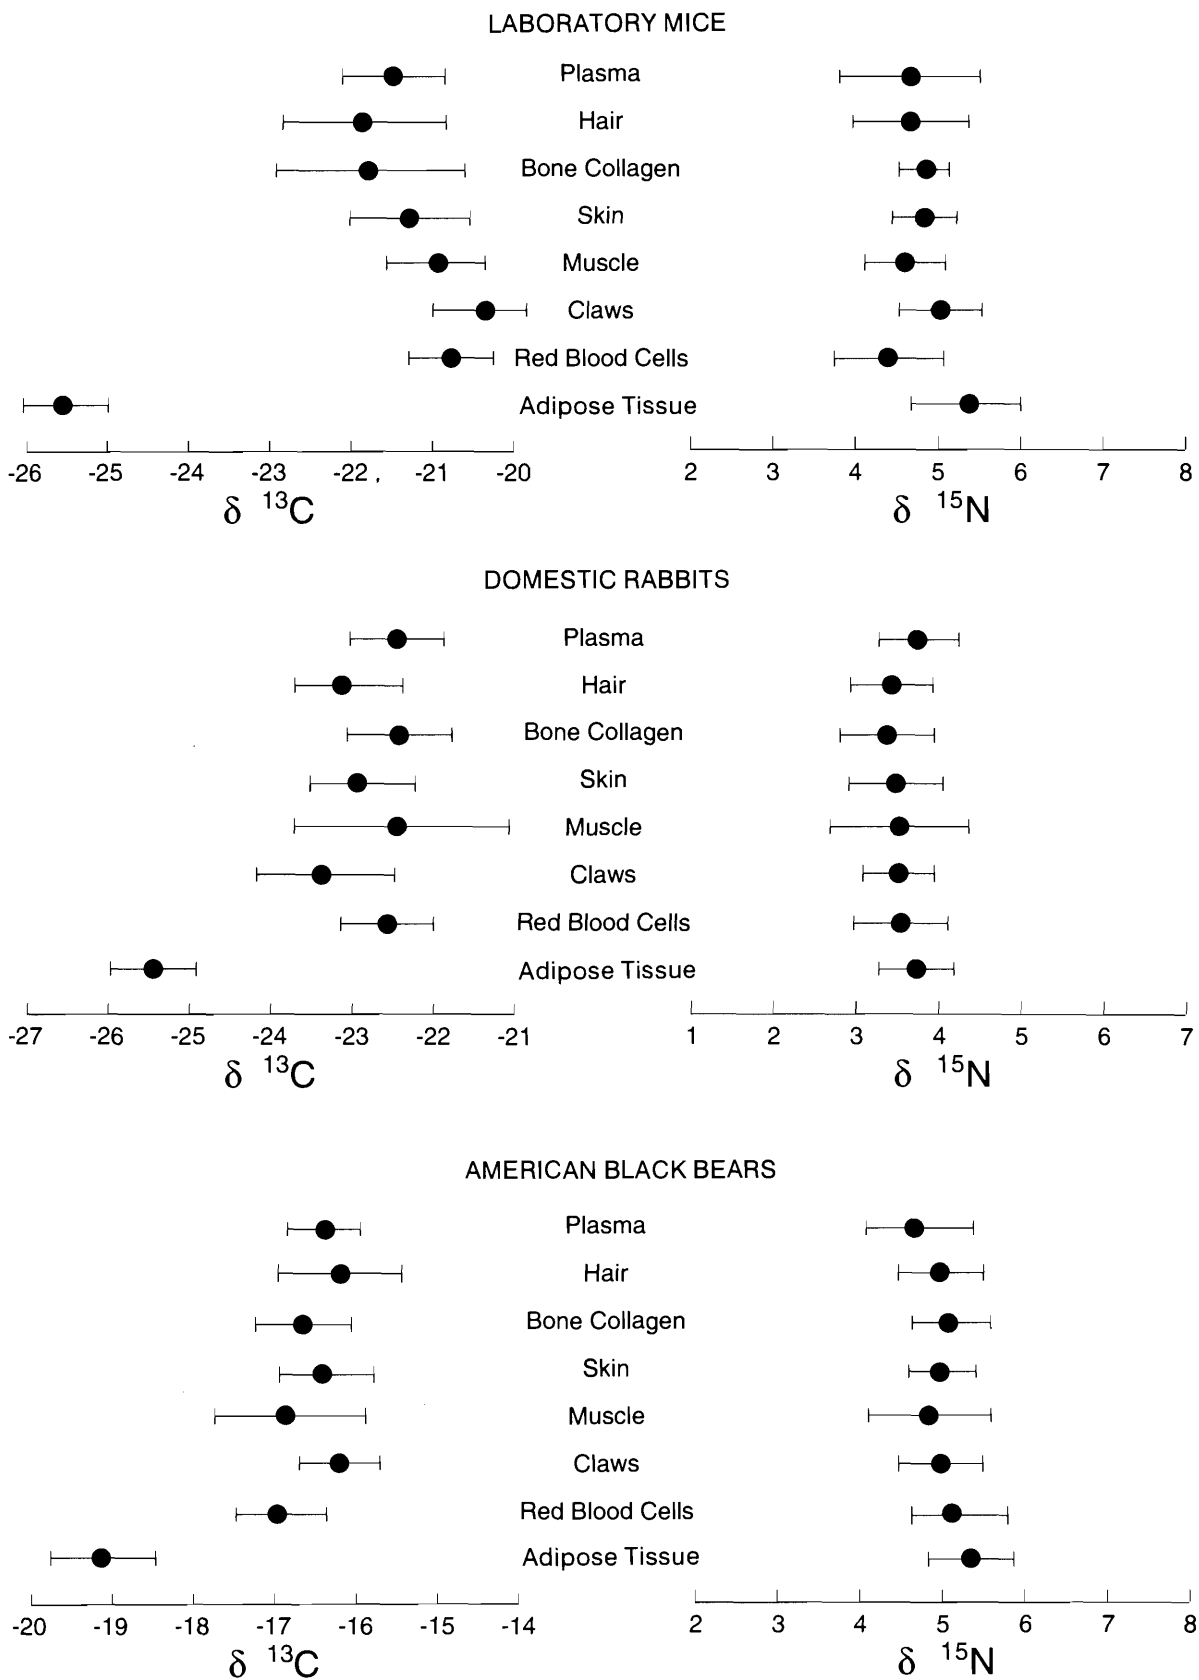 LABORATORY MICE
Plasma
Hair
Bone Collagen
Skin
Muscle
Claws
Red Blood Cells
Adipose Tissue
-26 -25 -24 -23 -22 -21 -20 2 3 4 5 6 7 8
δ ¹³C δ ¹⁵N
DOMESTIC RABBITS
Plasma
Hair
Bone Collagen
Skin
Muscle
Claws
Red Blood Cells
Adipose Tissue
-27 -26 -25 -24 -23 -22 -21 1 2 3 4 5 6 7
δ ¹³C δ ¹⁵N
AMERICAN BLACK BEARS
Plasma
Hair
Bone Collagen
Skin
Muscle
Claws
Red Blood Cells
Adipose Tissue
-20 -19 -18 -17 -16 -15 -14 2 3 4 5 6 7 8
δ ¹³C δ ¹⁵N